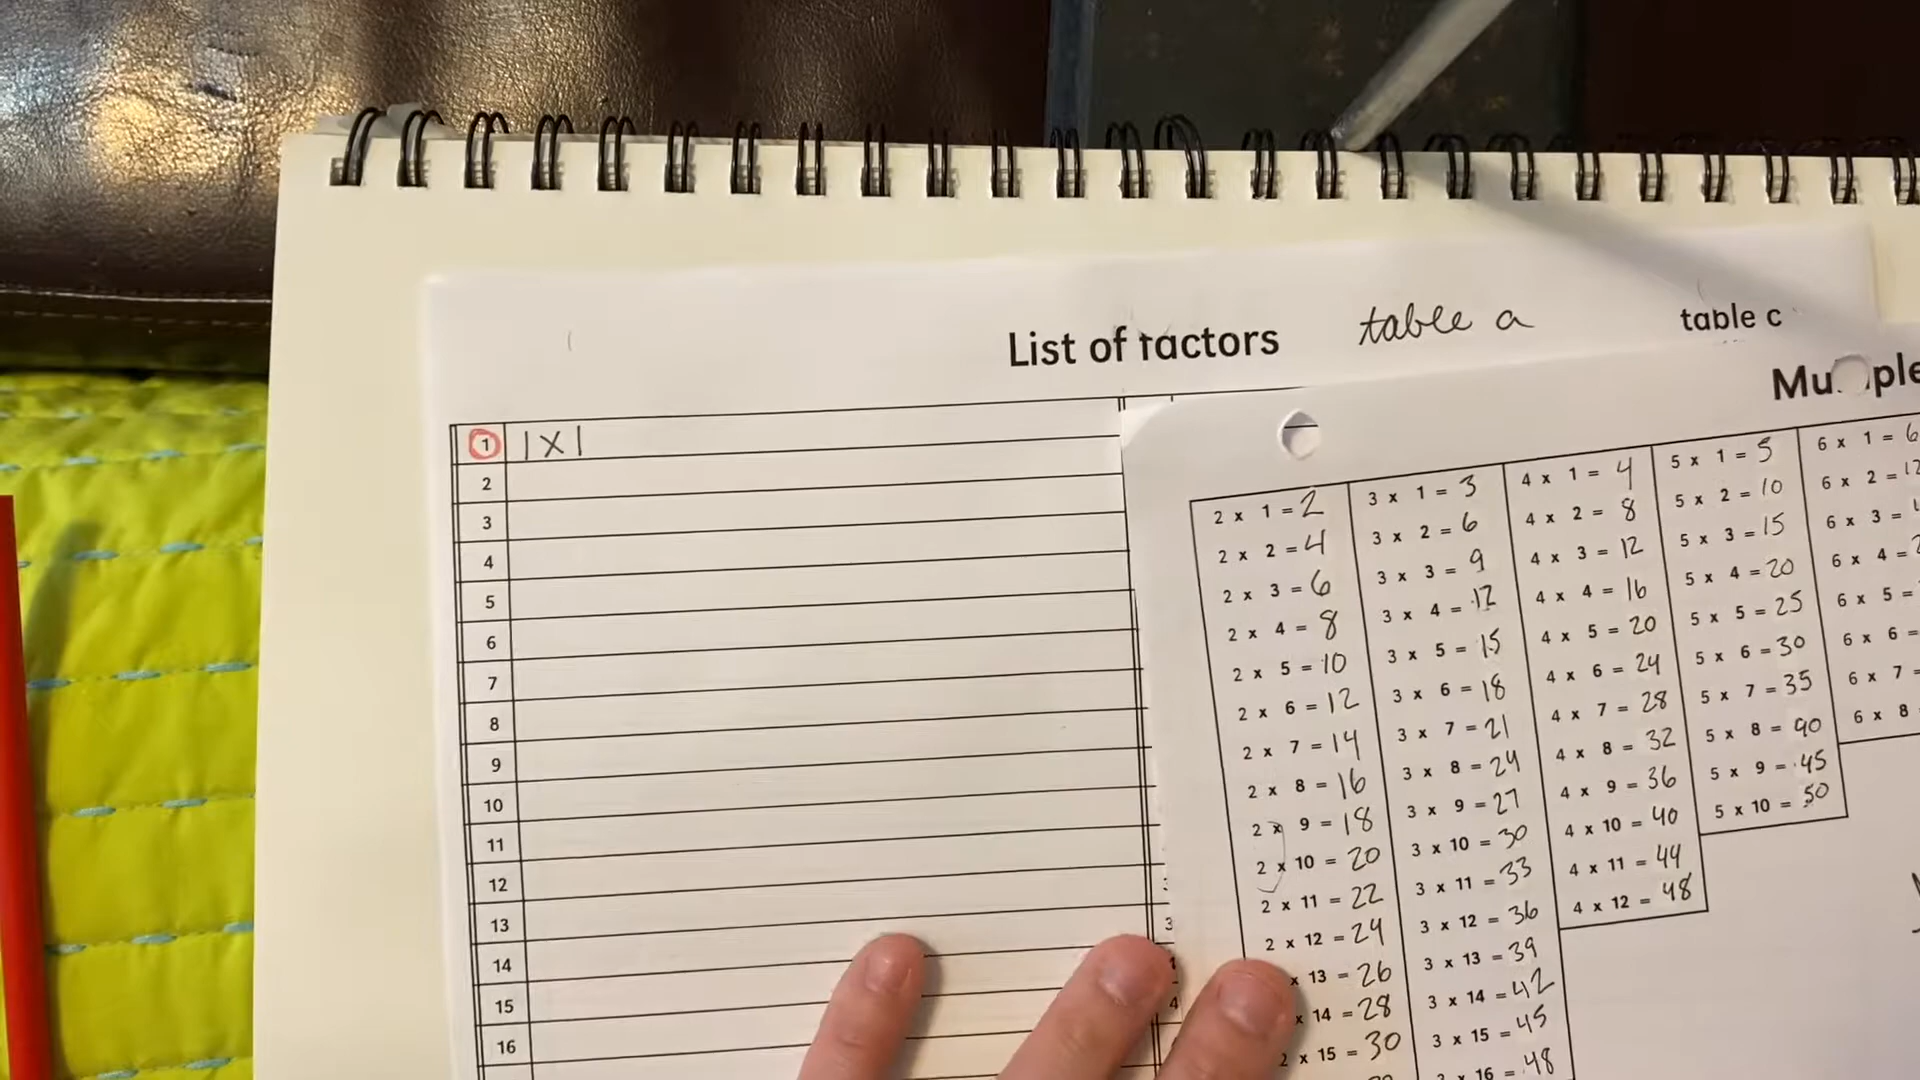 List of factors
table a
table c
1 1 X 1
2
3
4
5
6
7
8
9
10
11
12
13
14
15
16
2 x 1 = 2
2 x 2 = 4
2 x 3 = 6
2 x 4 = 8
2 x 5 = 10
2 x 6 = 12
2 x 7 = 14
2 x 8 = 16
2 x 9 = 18
2 x 10 = 20
2 x 11 = 22
2 x 12 = 24
x 13 = 26
x 14 = 28
2 x 15 = 30
3 x 1 = 3
3 x 2 = 6
3 x 3 = 9
3 x 4 = 12
3 x 5 = 15
3 x 6 = 18
3 x 7 = 21
3 x 8 = 24
3 x 9 = 27
3 x 10 = 30
3 x 11 = 33
3 x 12 = 36
3 x 13 = 39
3 x 14 = 42
3 x 15 = 45
x 16 = 48
4 x 1 = 4
4 x 2 = 8
4 x 3 = 12
4 x 4 = 16
4 x 5 = 20
4 x 6 = 24
4 x 7 = 28
4 x 8 = 32
4 x 9 = 36
4 x 10 = 40
4 x 11 = 44
4 x 12 = 48
5 x 1 = 5
5 x 2 = 10
5 x 3 = 15
5 x 4 = 20
5 x 5 = 25
5 x 6 = 30
5 x 7 = 35
5 x 8 = 40
5 x 9 = 45
5 x 10 = 50
6 x 1 = 6
6 x 2 = 12
6 x 3 =
6 x 4 =
6 x 5 =
6 x 6 =
6 x 7 =
6 x 8